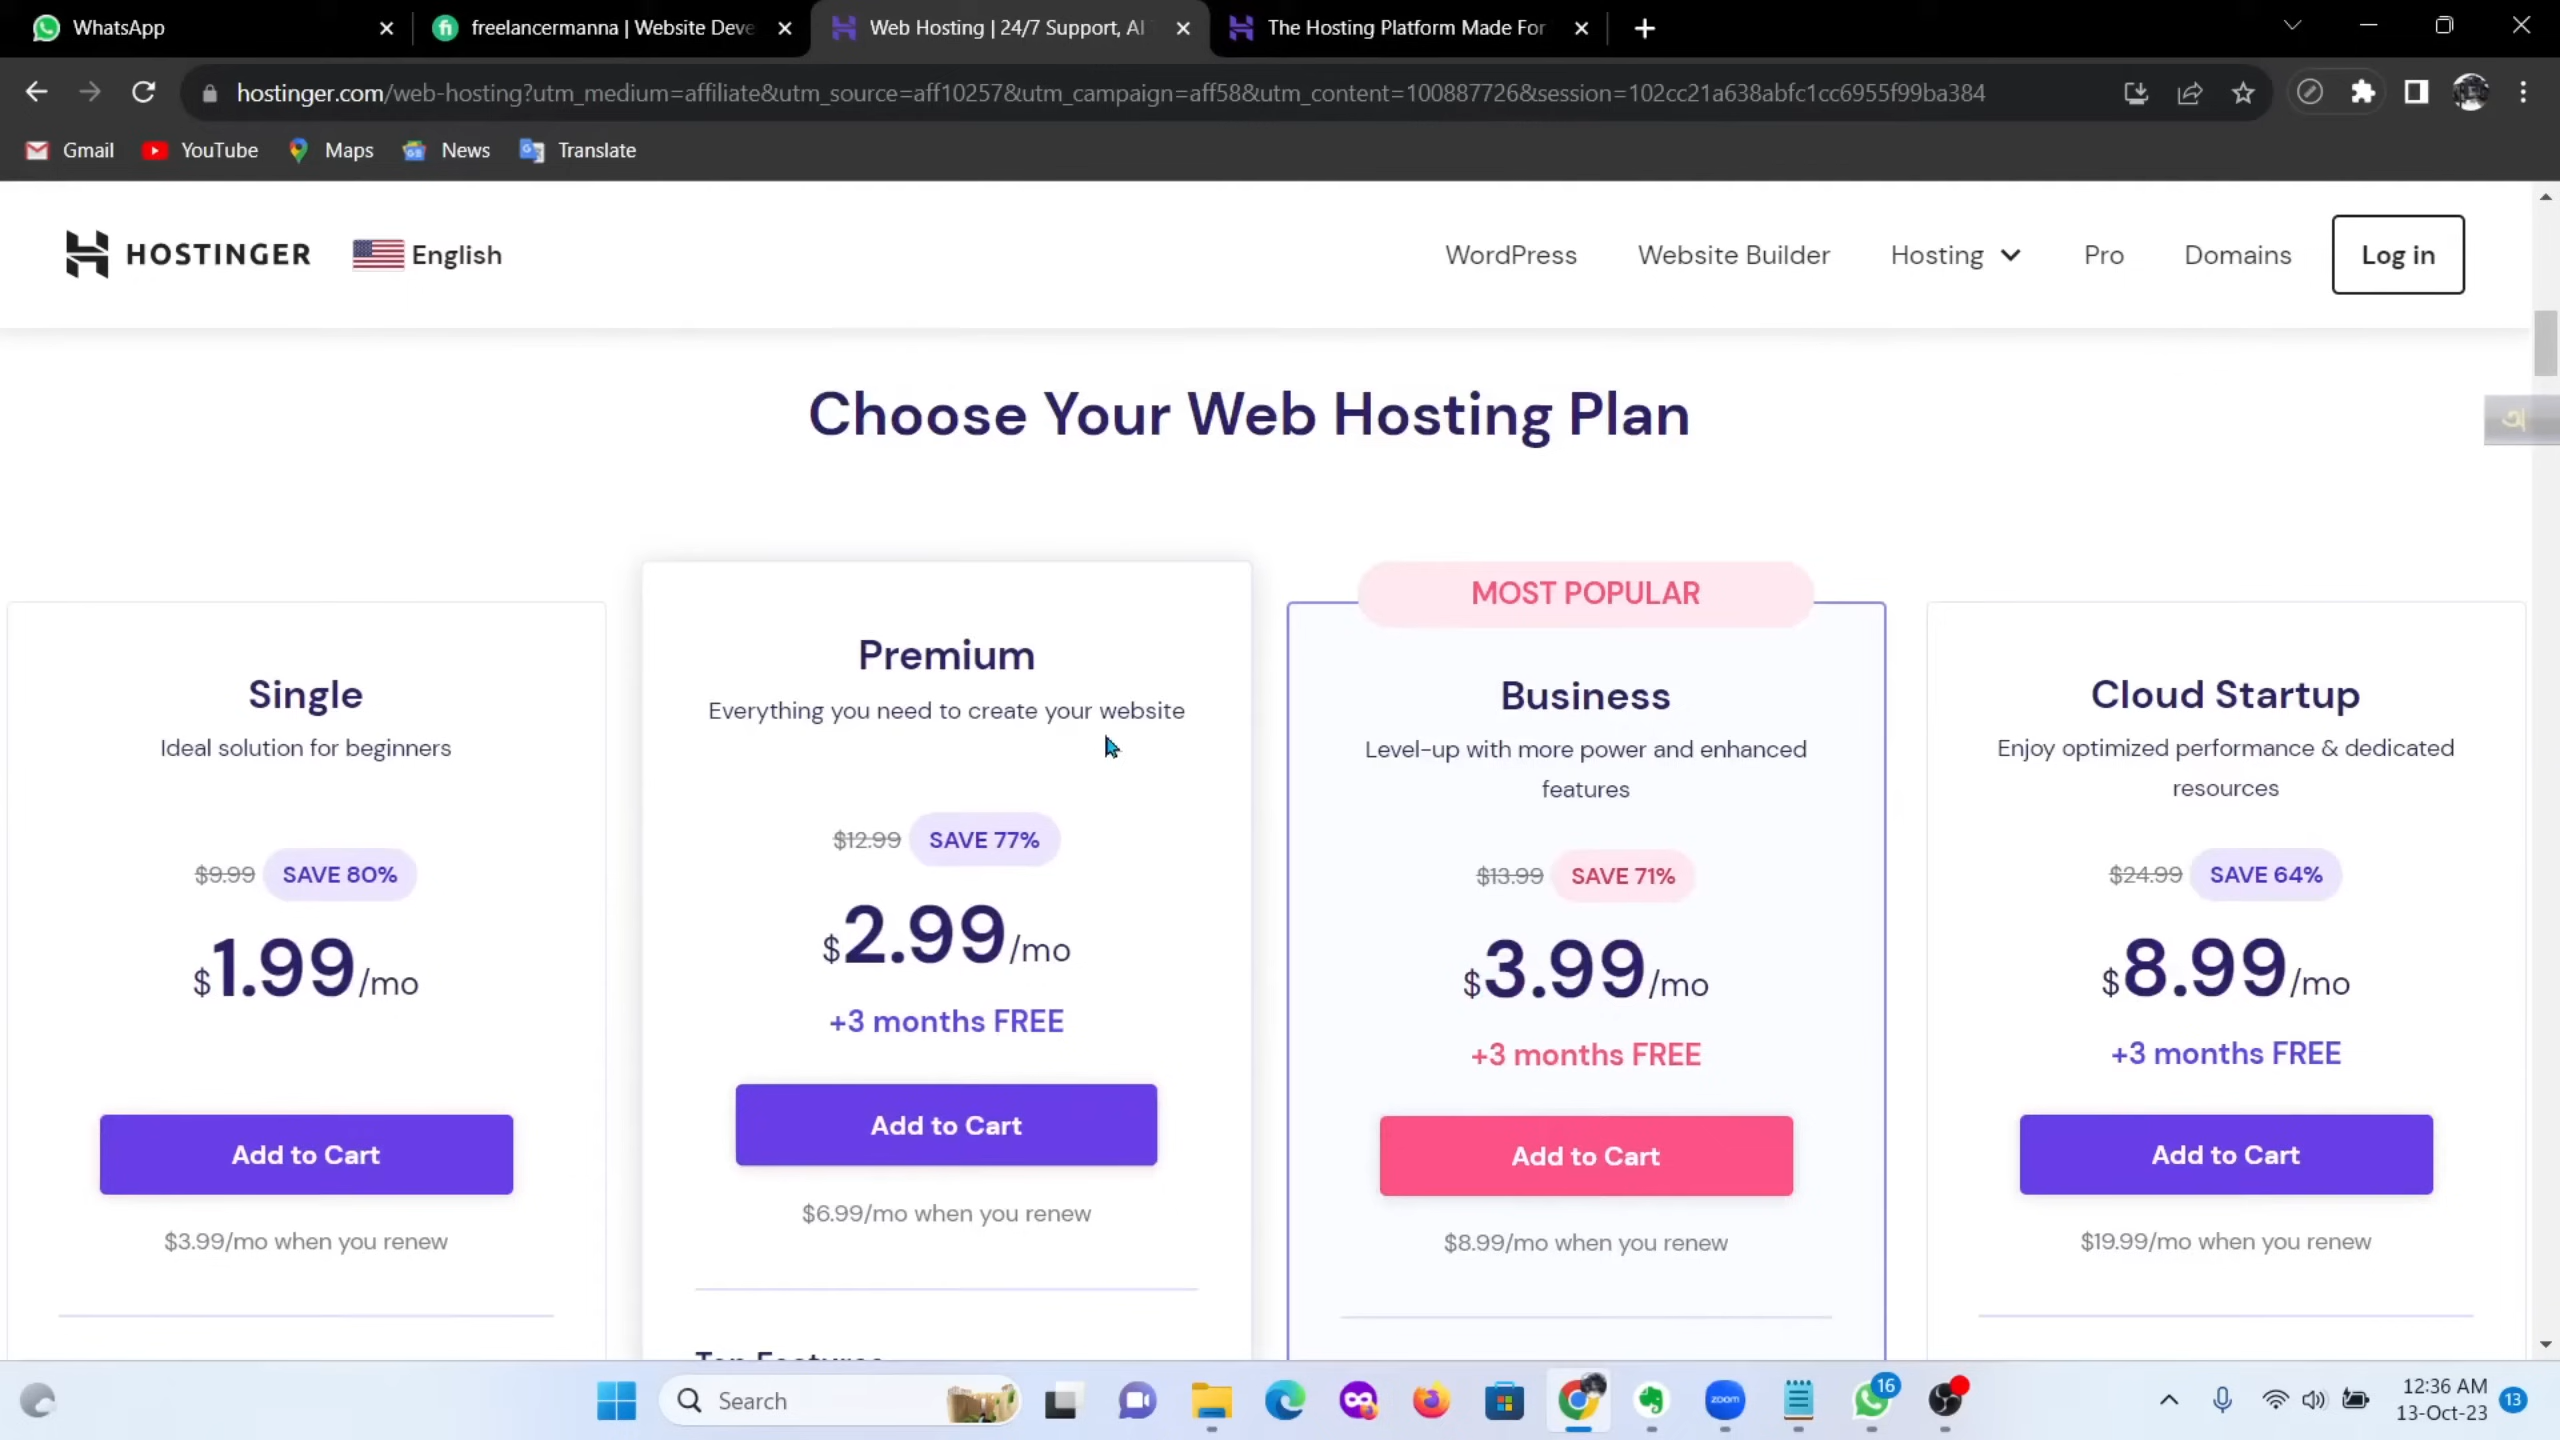 WhatsApp
freelancermanna | Website Deve
Web Hosting | 24/7 Support, AI
The Hosting Platform Made For
hostinger.com/web-hosting?utm_medium=affiliate&utm_source=aff10257&utm_campaign=aff58&utm_content=100887726&session=102cc21a638abfc1cc6955f99ba384
Gmail
YouTube
Maps
News
Translate
HOSTINGER
English
WordPress
Website Builder
Hosting
Pro
Domains
Log in
Choose Your Web Hosting Plan
অ
Single
Ideal solution for beginners
$9.99 SAVE 80%
$1.99/mo
Add to Cart
$3.99/mo when you renew
Premium
Everything you need to create your website
$12.99 SAVE 77%
$2.99/mo
+3 months FREE
Add to Cart
$6.99/mo when you renew
Top Features
MOST POPULAR
Business
Level-up with more power and enhanced
features
$13.99 SAVE 71%
$3.99/mo
+3 months FREE
Add to Cart
$8.99/mo when you renew
Cloud Startup
Enjoy optimized performance & dedicated
resources
$24.99 SAVE 64%
$8.99/mo
+3 months FREE
Add to Cart
$19.99/mo when you renew
Search
zoom
16
12:36 AM
13-Oct-23
13